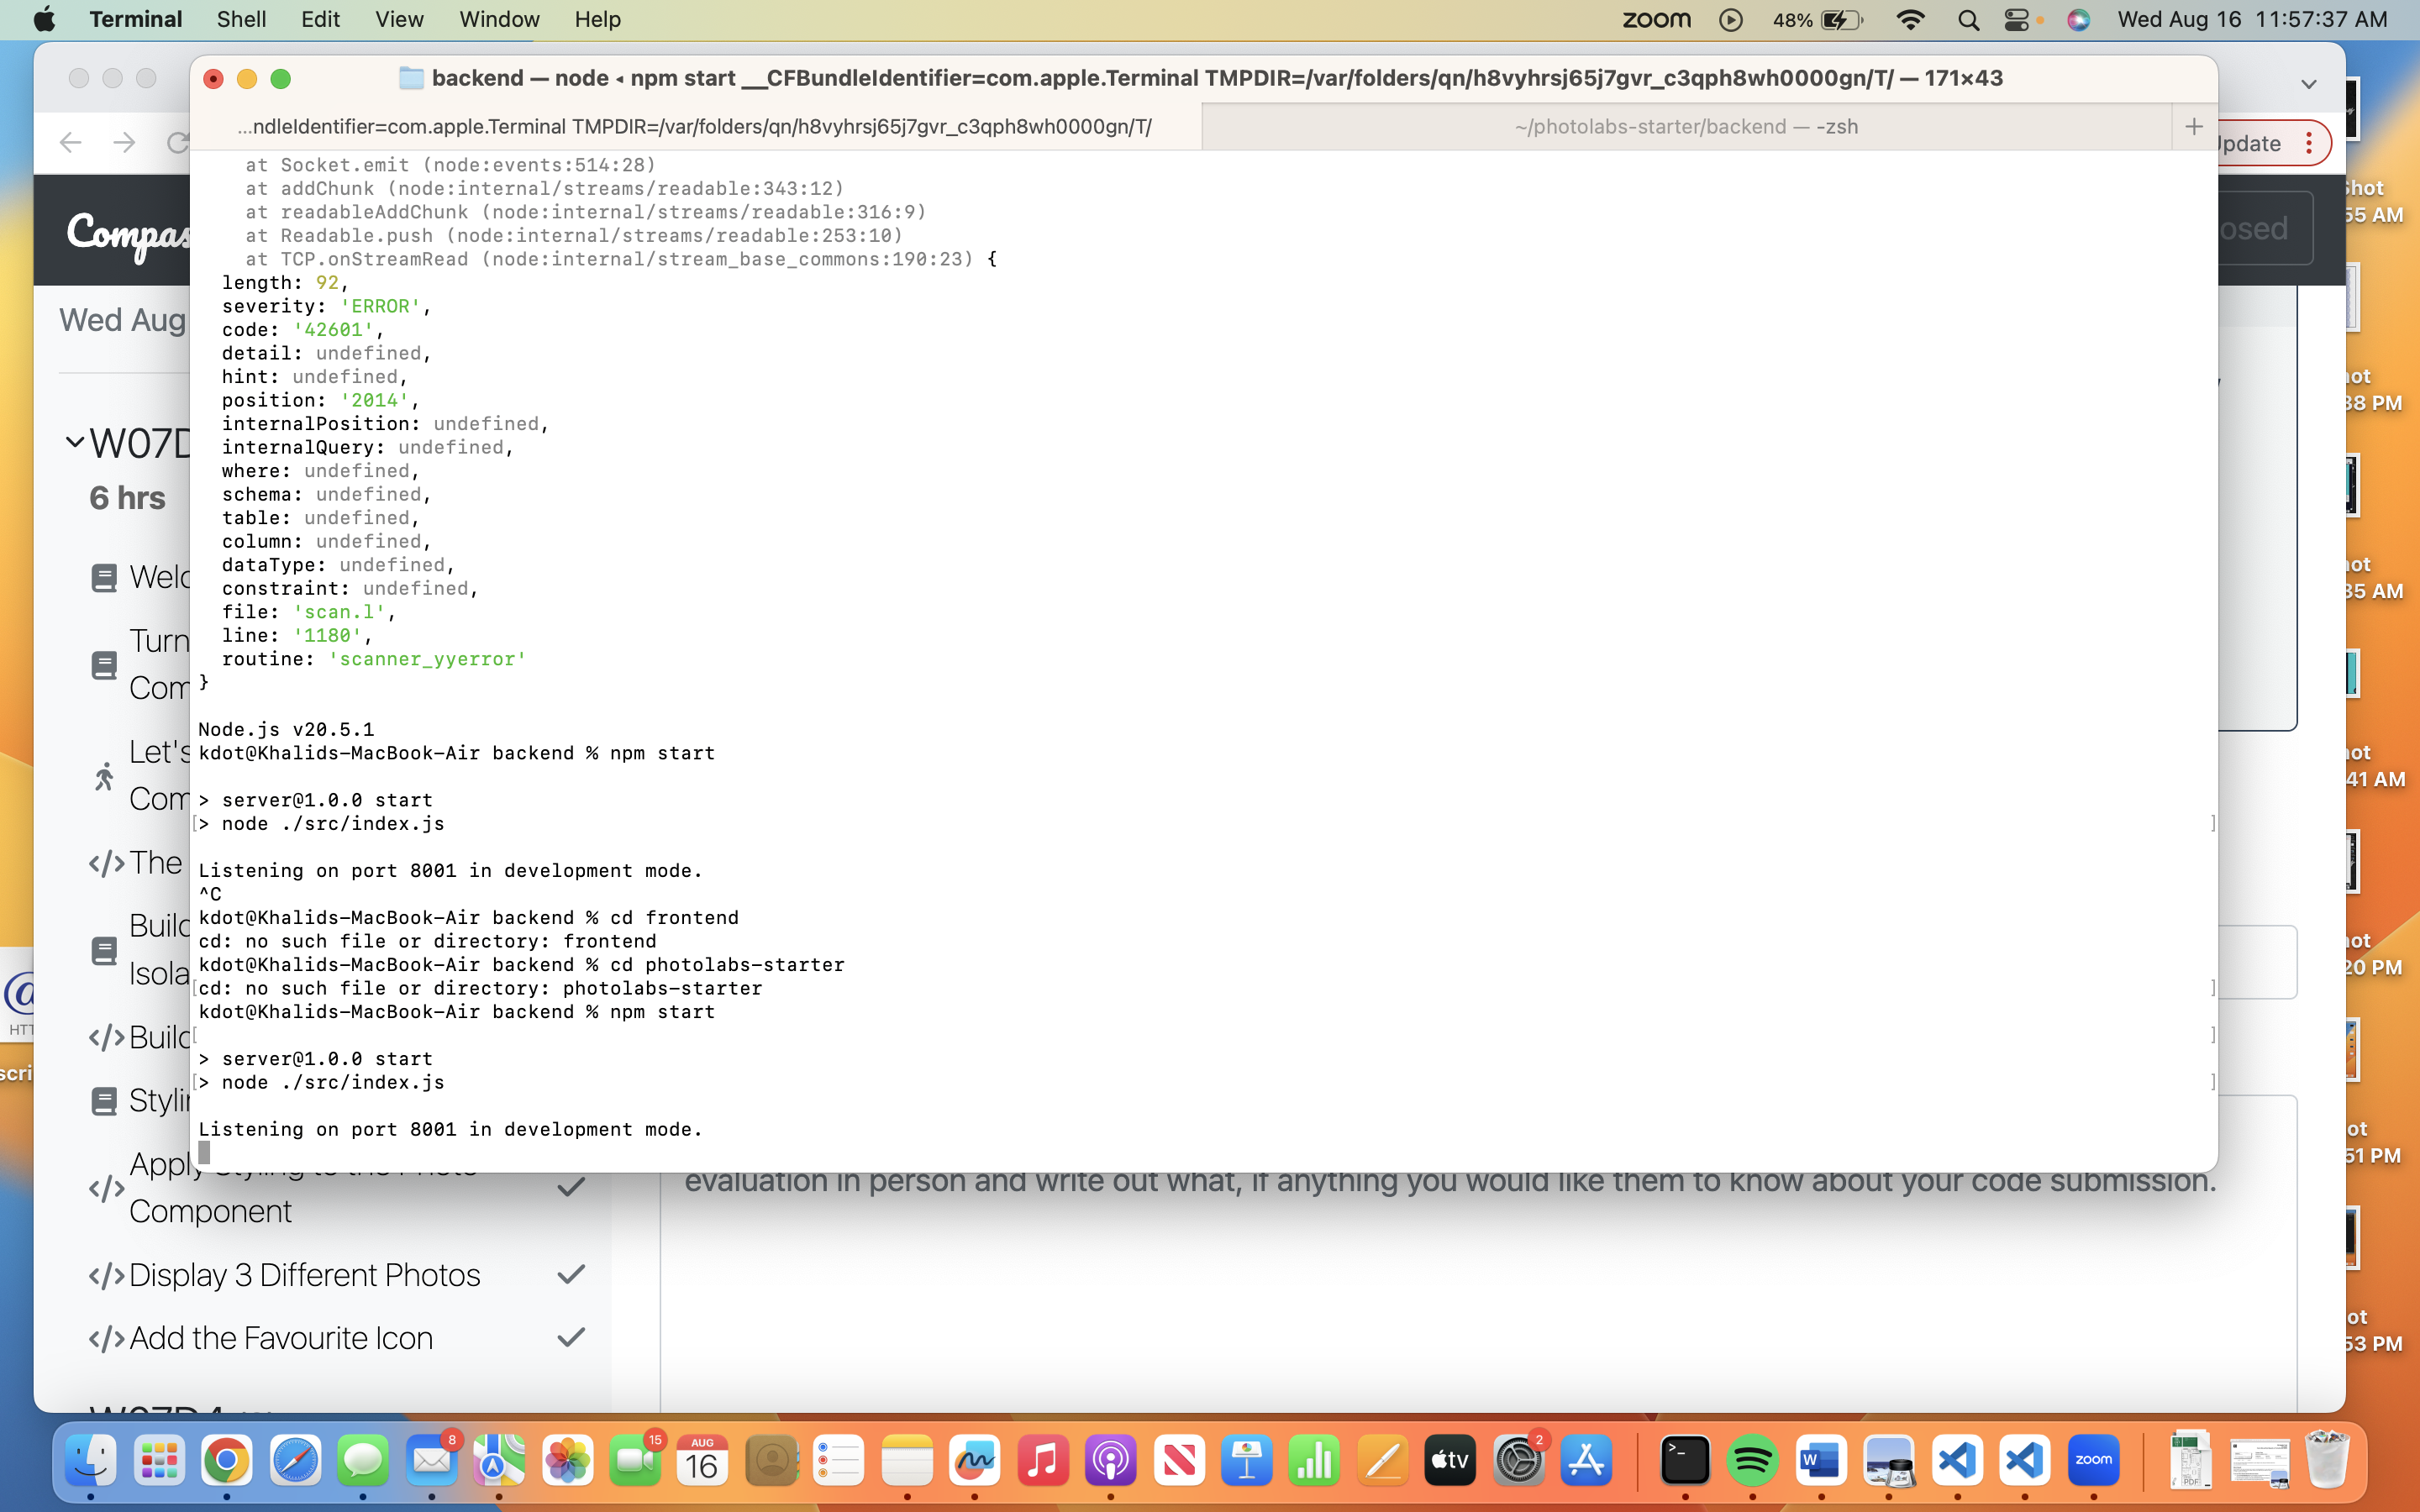 Terminal Shell Edit View Window Help zoom 48% Wed Aug 16 11:57:37 AM
backend — node ◂ npm start __CFBundleIdentifier=com.apple.Terminal TMPDIR=/var/folders/qn/h8vyhrsj65j7gvr_c3qph8wh0000gn/T/ — 171×43
...ndleIdentifier=com.apple.Terminal TMPDIR=/var/folders/qn/h8vyhrsj65j7gvr_c3qph8wh0000gn/T/ ~/photolabs-starter/backend — -zsh +
at Socket.emit (node:events:514:28)
at addChunk (node:internal/streams/readable:343:12)
at readableAddChunk (node:internal/streams/readable:316:9)
at Readable.push (node:internal/streams/readable:253:10)
at TCP.onStreamRead (node:internal/stream_base_commons:190:23) {
length: 92,
severity: 'ERROR',
code: '42601',
detail: undefined,
hint: undefined,
position: '2014',
internalPosition: undefined,
internalQuery: undefined,
where: undefined,
schema: undefined,
table: undefined,
column: undefined,
dataType: undefined,
constraint: undefined,
file: 'scan.l',
line: '1180',
routine: 'scanner_yyerror'
}
Node.js v20.5.1
kdot@Khalids-MacBook-Air backend % npm start
> server@1.0.0 start
[> node ./src/index.js ]
Listening on port 8001 in development mode.
^C
kdot@Khalids-MacBook-Air backend % cd frontend
cd: no such file or directory: frontend
kdot@Khalids-MacBook-Air backend % cd photolabs-starter
[cd: no such file or directory: photolabs-starter ]
kdot@Khalids-MacBook-Air backend % npm start
[ ]
> server@1.0.0 start
[> node ./src/index.js ]
Listening on port 8001 in development mode.
Compas
Wed Aug
W07D
6 hrs
Welc
Turn
Com
Let's
Com
</> The
Build
Isola
</> Build
Stylin
</> Apply Styling to the Photo
Component
</> Display 3 Different Photos
</> Add the Favourite Icon
evaluation in person and write out what, if anything you would like them to know about your code submission.
pdate
osed
Shot
55 AM
ot
38 PM
ot
35 AM
ot
41 AM
ot
20 PM
ot
51 PM
ot
53 PM
@
HTT
scri
8
15
AUG
16
tv
2
>_
W
zoom
PDF